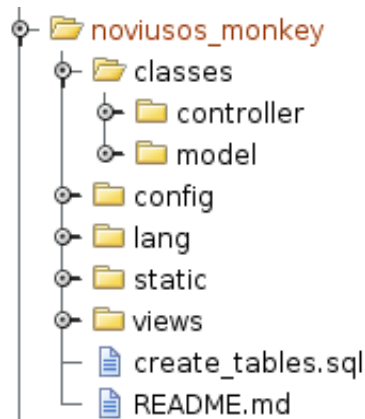 noviusos_monkey
classes
controller
model
config
lang
static
views
create_tables.sql
README.md